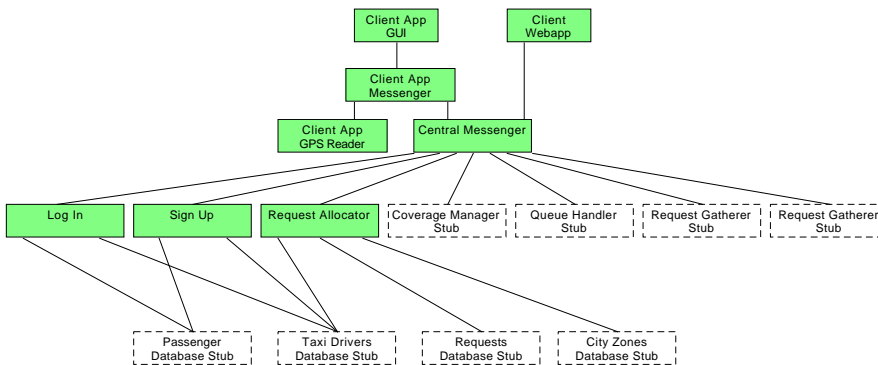 Client App
GUI
Client
Webapp
Client App
Messenger
Client App
GPS Reader
Central Messenger
Log In
Sign Up
Request Allocator
Coverage Manager
Stub
Queue Handler
Stub
Request Gatherer
Stub
Request Gatherer
Stub
Passenger
Database Stub
Taxi Drivers
Database Stub
Requests
Database Stub
City Zones
Database Stub